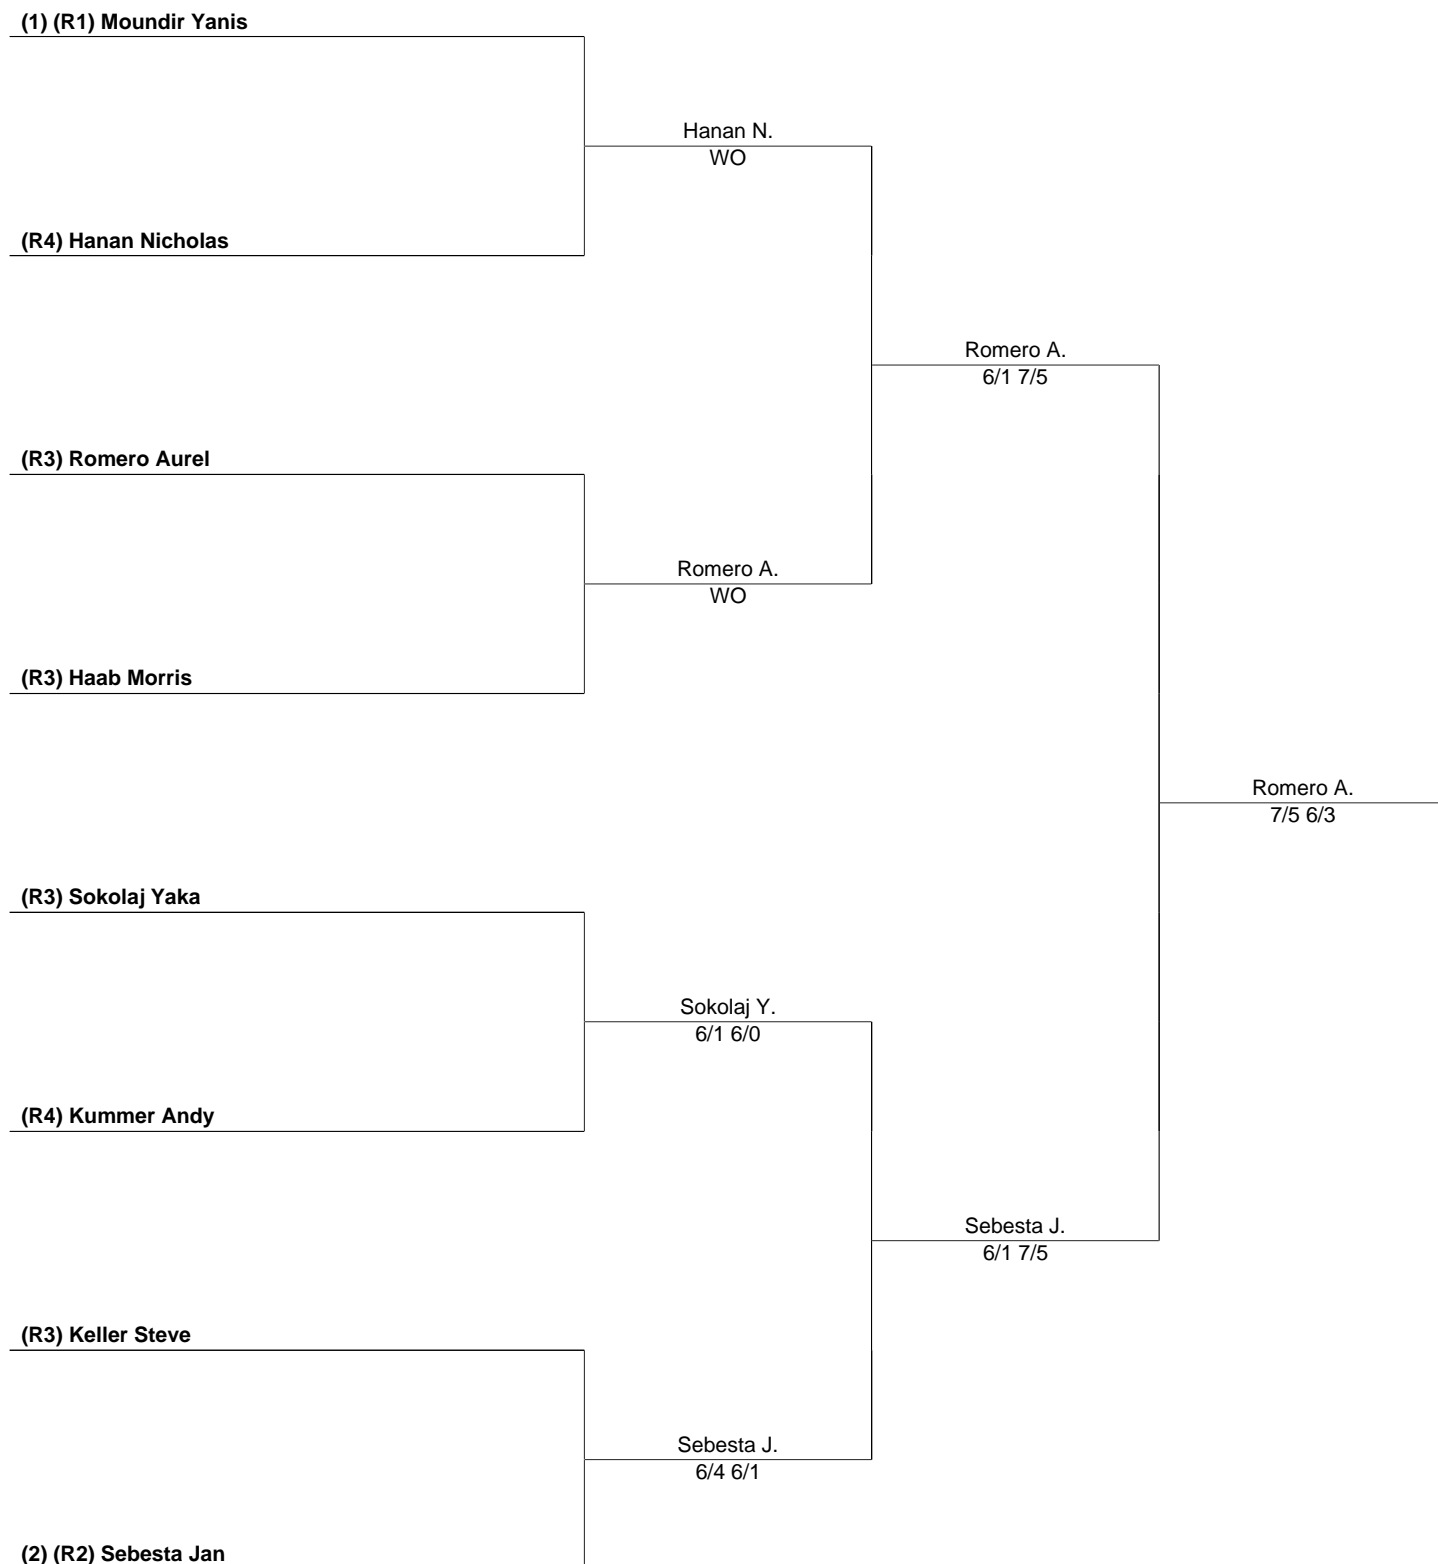 (1) (R1) Moundir Yanis
Hanan N.
WO
(R4) Hanan Nicholas
Romero A.
6/1 7/5
(R3) Romero Aurel
Romero A.
WO
(R3) Haab Morris
Romero A.
7/5 6/3
(R3) Sokolaj Yaka
Sokolaj Y.
6/1 6/0
(R4) Kummer Andy
Sebesta J.
6/1 7/5
(R3) Keller Steve
Sebesta J.
6/4 6/1
(2) (R2) Sebesta Jan